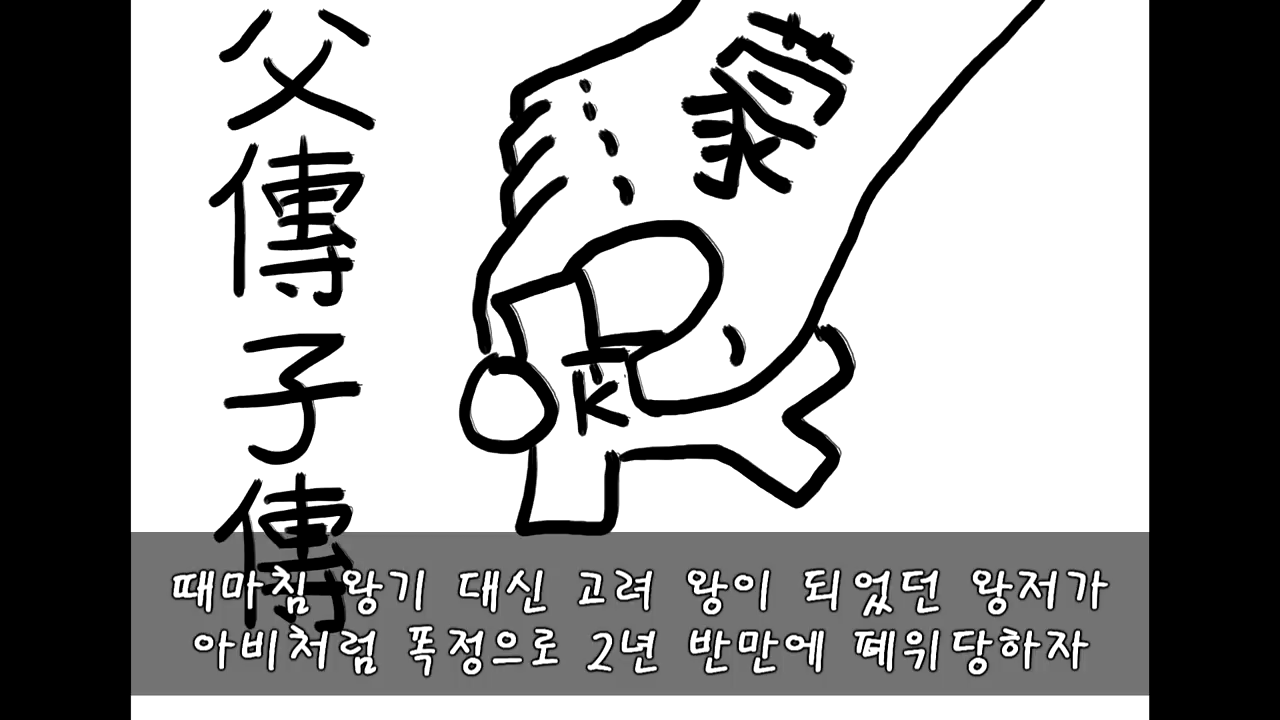 父傳子傳
蒙
때마침 왕기 대신 고려 왕이 되었던 왕저가
아비처럼 폭정으로 2년 반만에 폐위당하자